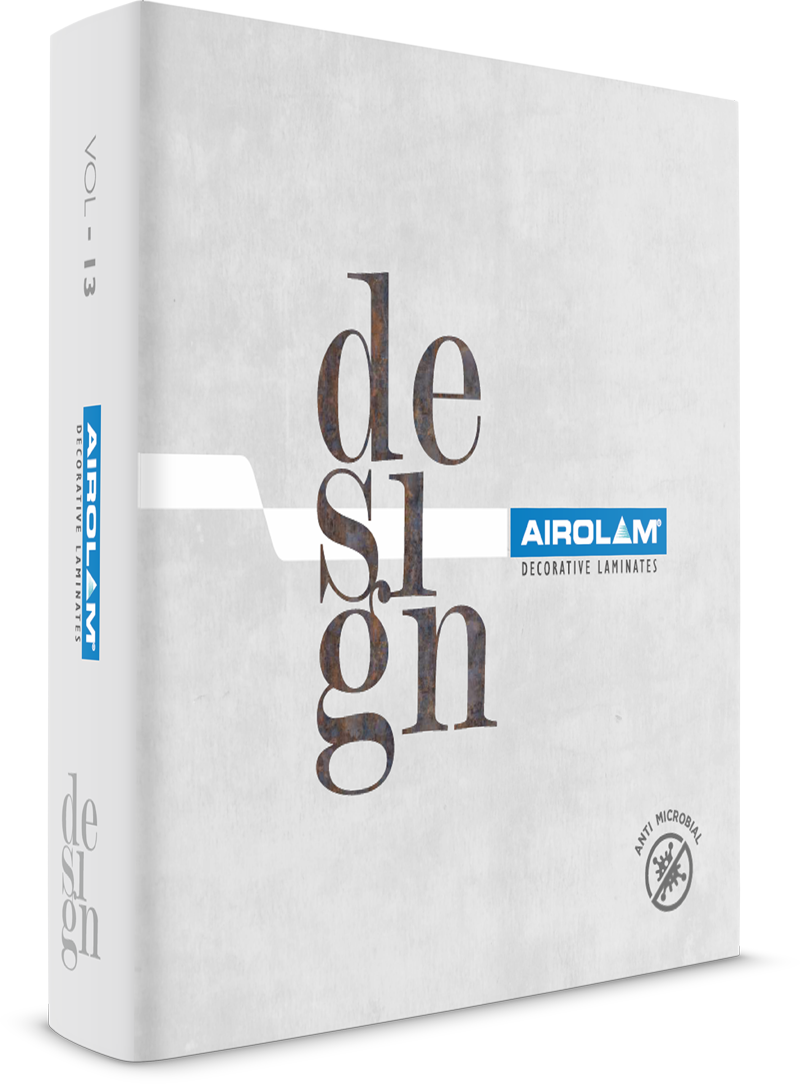 VOL - 13
AIROLAM®
DECORATIVE LAMINATES
de
si
gn
de
si
gn
AIROLAM®
DECORATIVE LAMINATES
ANTI MICROBIAL